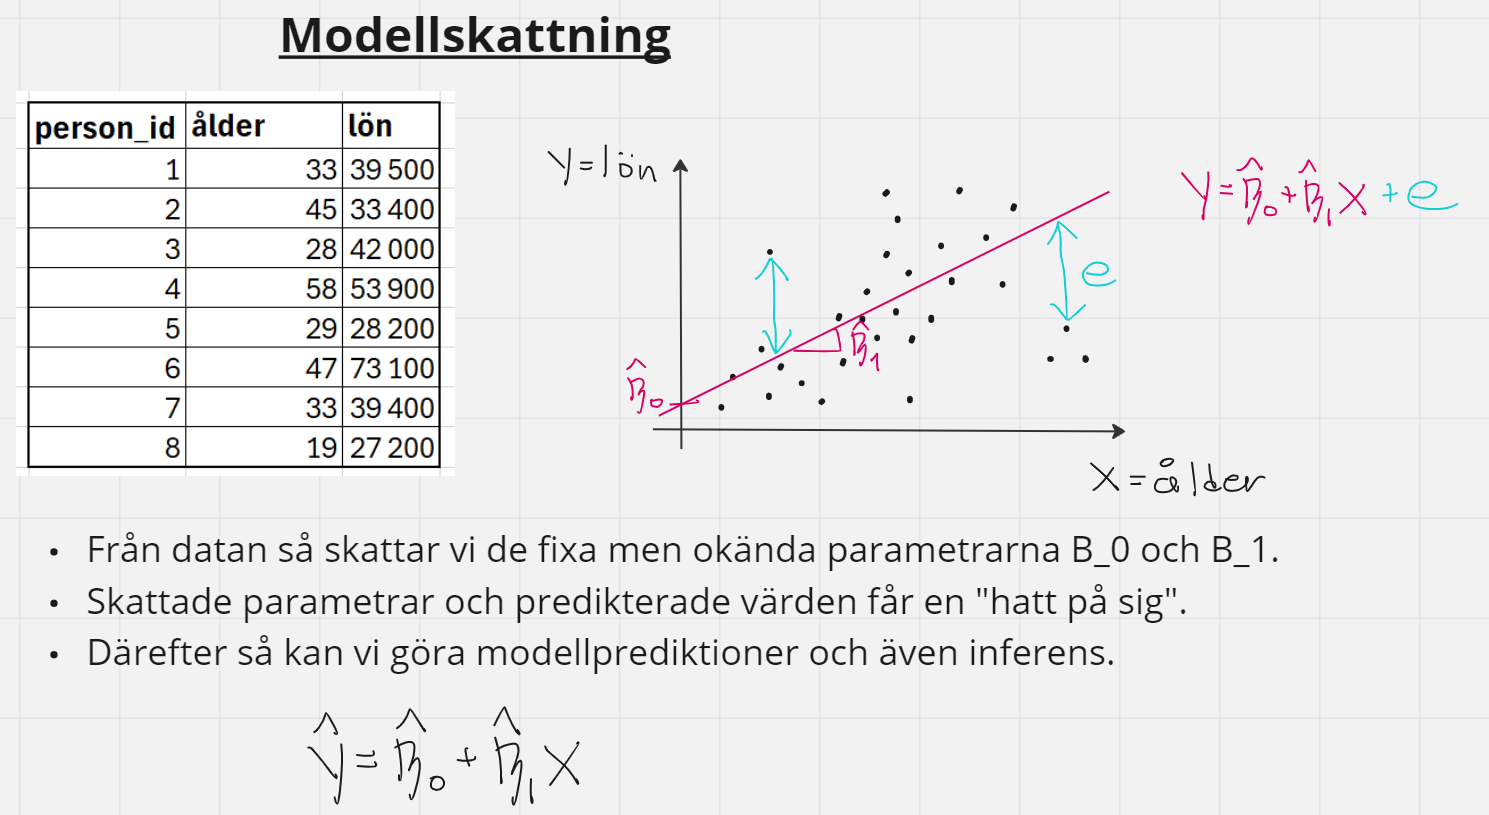 Modellskattning
person_id ålder lön
1 33 39 500
2 45 33 400
3 28 42 000
4 58 53 900
5 29 28 200
6 47 73 100
7 33 39 400
8 19 27 200
y=lön
y=β̂₀+β̂₁x+e
e
β̂₁
β̂₀
x=ålder
• Från datan så skattar vi de fixa men okända parametrarna B_0 och B_1.
• Skattade parametrar och predikterade värden får en "hatt på sig".
• Därefter så kan vi göra modellprediktioner och även inferens.
ŷ=β̂₀+β̂₁x